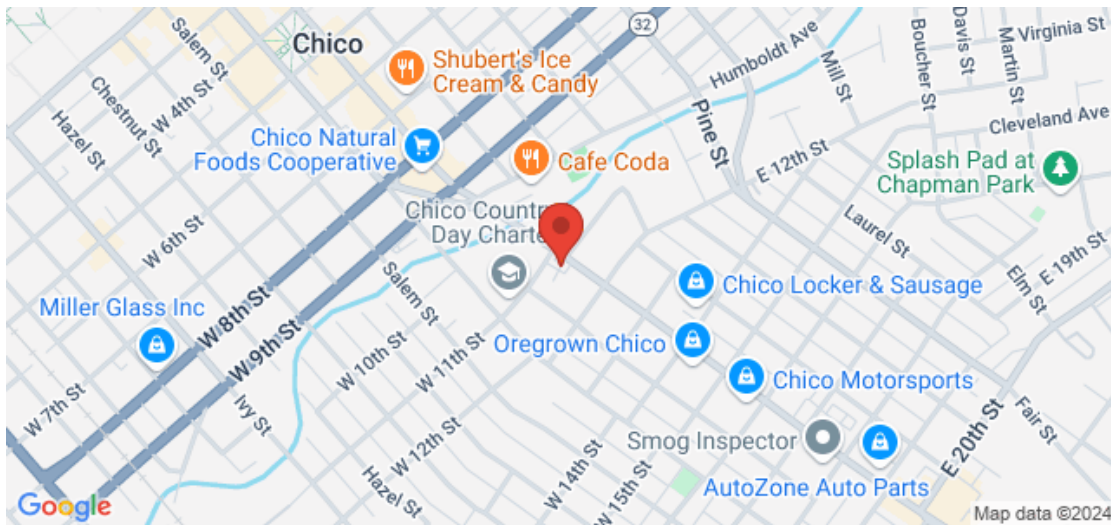 32
Virginia St
Davis St
Boucher St
Martin St
Salem St
Chico
Shubert's Ice
Cream & Candy
Humboldt Ave
Mill St
W 4th St
Chestnut St
Hazel St
Pine St
Cleveland Ave
Chico Natural
Foods Cooperative
Cafe Coda
E 12th St
Splash Pad at
Chapman Park
Chico Countr
Day Charte
W 6th St
Laurel St
Elm St
E 19th St
Miller Glass Inc
W 8th St
W 9th St
Salem St
Chico Locker & Sausage
Oregrown Chico
W 10th St
W 11th St
Chico Motorsports
W 7th St
Ivy St
W 12th St
Hazel St
W 14th St
W 15th St
Smog Inspector
Fair St
E 20th St
AutoZone Auto Parts
Google
Map data ©2024